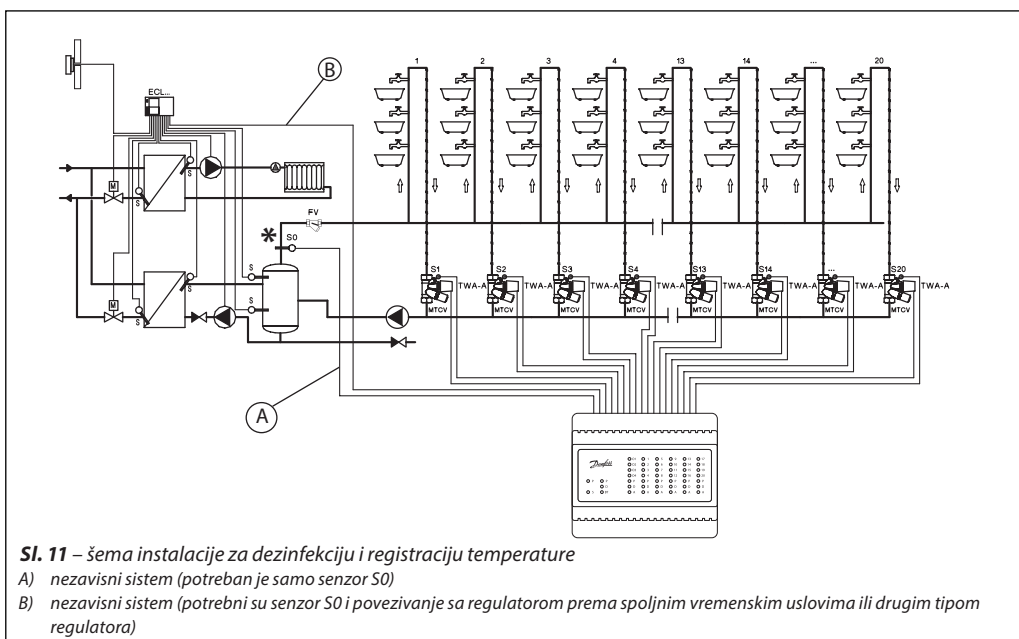 1 2 3 4 13 14 ... 20
B
ECL...
M S S
FV
S0
S
S1 S2 S3 S4 S13 S14 ... S20
TWA-A TWA-A TWA-A TWA-A TWA-A TWA-A TWA-A TWA-A
M S S S
MTCV MTCV MTCV MTCV MTCV MTCV MTCV MTCV
A
Danfoss
Sl. 11 – šema instalacije za dezinfekciju i registraciju temperature
A) nezavisni sistem (potreban je samo senzor S0)
B) nezavisni sistem (potrebni su senzor S0 i povezivanje sa regulatorom prema spoljnim vremenskim uslovima ili drugim tipom
regulatora)